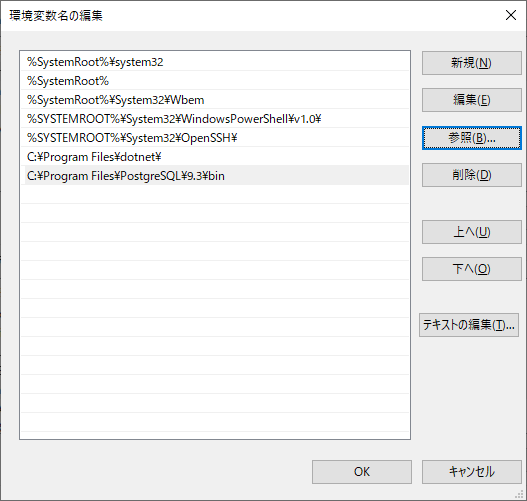 環境変数名の編集
%SystemRoot%¥system32
%SystemRoot%
%SystemRoot%¥System32¥Wbem
%SYSTEMROOT%¥System32¥WindowsPowerShell¥v1.0¥
%SYSTEMROOT%¥System32¥OpenSSH¥
C:¥Program Files¥dotnet¥
C:¥Program Files¥PostgreSQL¥9.3¥bin
新規(N)
編集(E)
参照(B)...
削除(D)
上へ(U)
下へ(O)
テキストの編集(T)...
OK
キャンセル